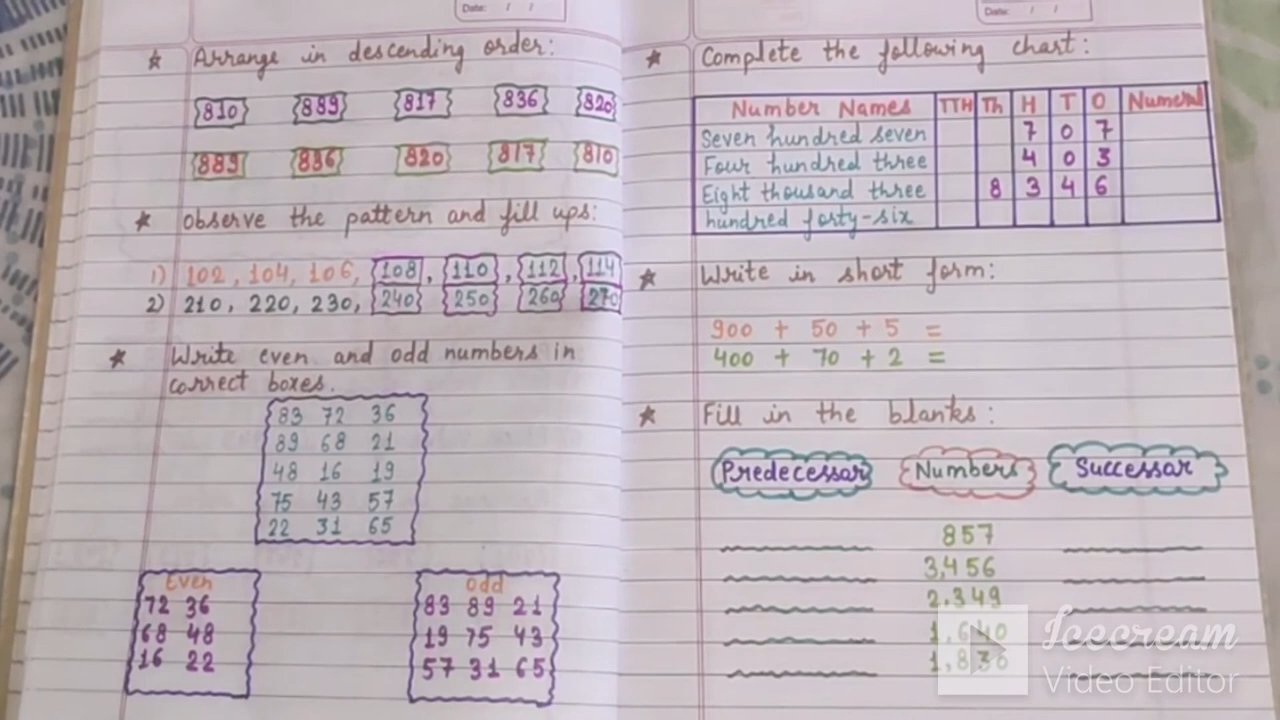 Date: / /
★ Arrange in descending order:
810 889 817 836 820
889 836 820 817 810
★ observe the pattern and fill ups:
1) 102, 104, 106, 108, 110, 112, 114
2) 210, 220, 230, 240 250 260 270
★ Write even and odd numbers in
correct boxes.
83 72 36
89 68 21
48 16 19
75 43 57
22 31 65
Even
72 36
68 48
16 22
odd
83 89 21
19 75 43
57 31 65
Date: / /
★ Complete the following chart:
Number Names TTH Th H T O Numeral
Seven hundred seven 7 0 7
Four hundred three 4 0 3
Eight thousand three 8 3 4 6
hundred forty-six
★ Write in short form:
900 + 50 + 5 =
400 + 70 + 2 =
★ Fill in the blanks:
Predecessar Numbers Successar
857
3,456
2,349
1,640
1,836
Icecream
Video Editor